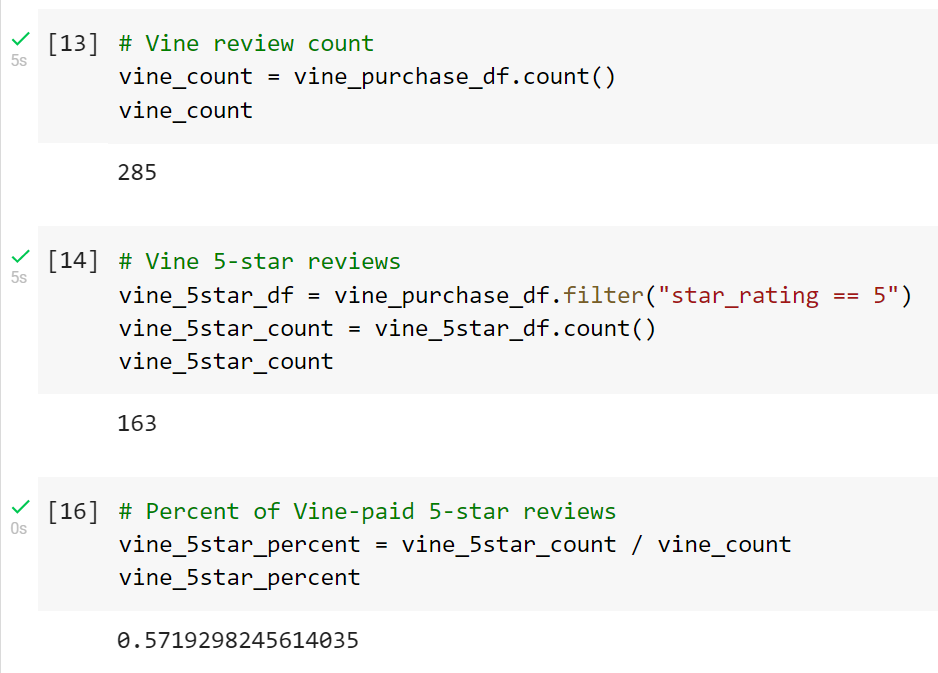 [13] # Vine review count
5s
vine_count = vine_purchase_df.count()
vine_count
285
[14] # Vine 5-star reviews
5s
vine_5star_df = vine_purchase_df.filter("star_rating == 5")
vine_5star_count = vine_5star_df.count()
vine_5star_count
163
[16] # Percent of Vine-paid 5-star reviews
0s
vine_5star_percent = vine_5star_count / vine_count
vine_5star_percent
0.5719298245614035